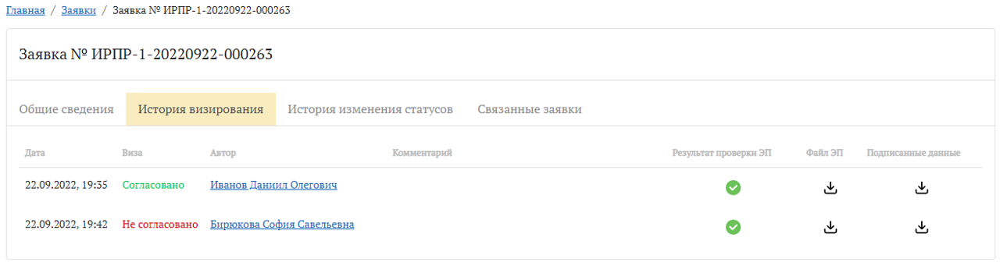 Главная / Заявки / Заявка № ИРПР-1-20220922-000263
Заявка № ИРПР-1-20220922-000263
Общие сведения История визирования История изменения статусов Связанные заявки
Дата Виза Автор Комментарий Результат проверки ЭП Файл ЭП Подписанные данные
22.09.2022, 19:35 Согласовано Иванов Даниил Олегович
22.09.2022, 19:42 Не согласовано Бирюкова София Савельевна